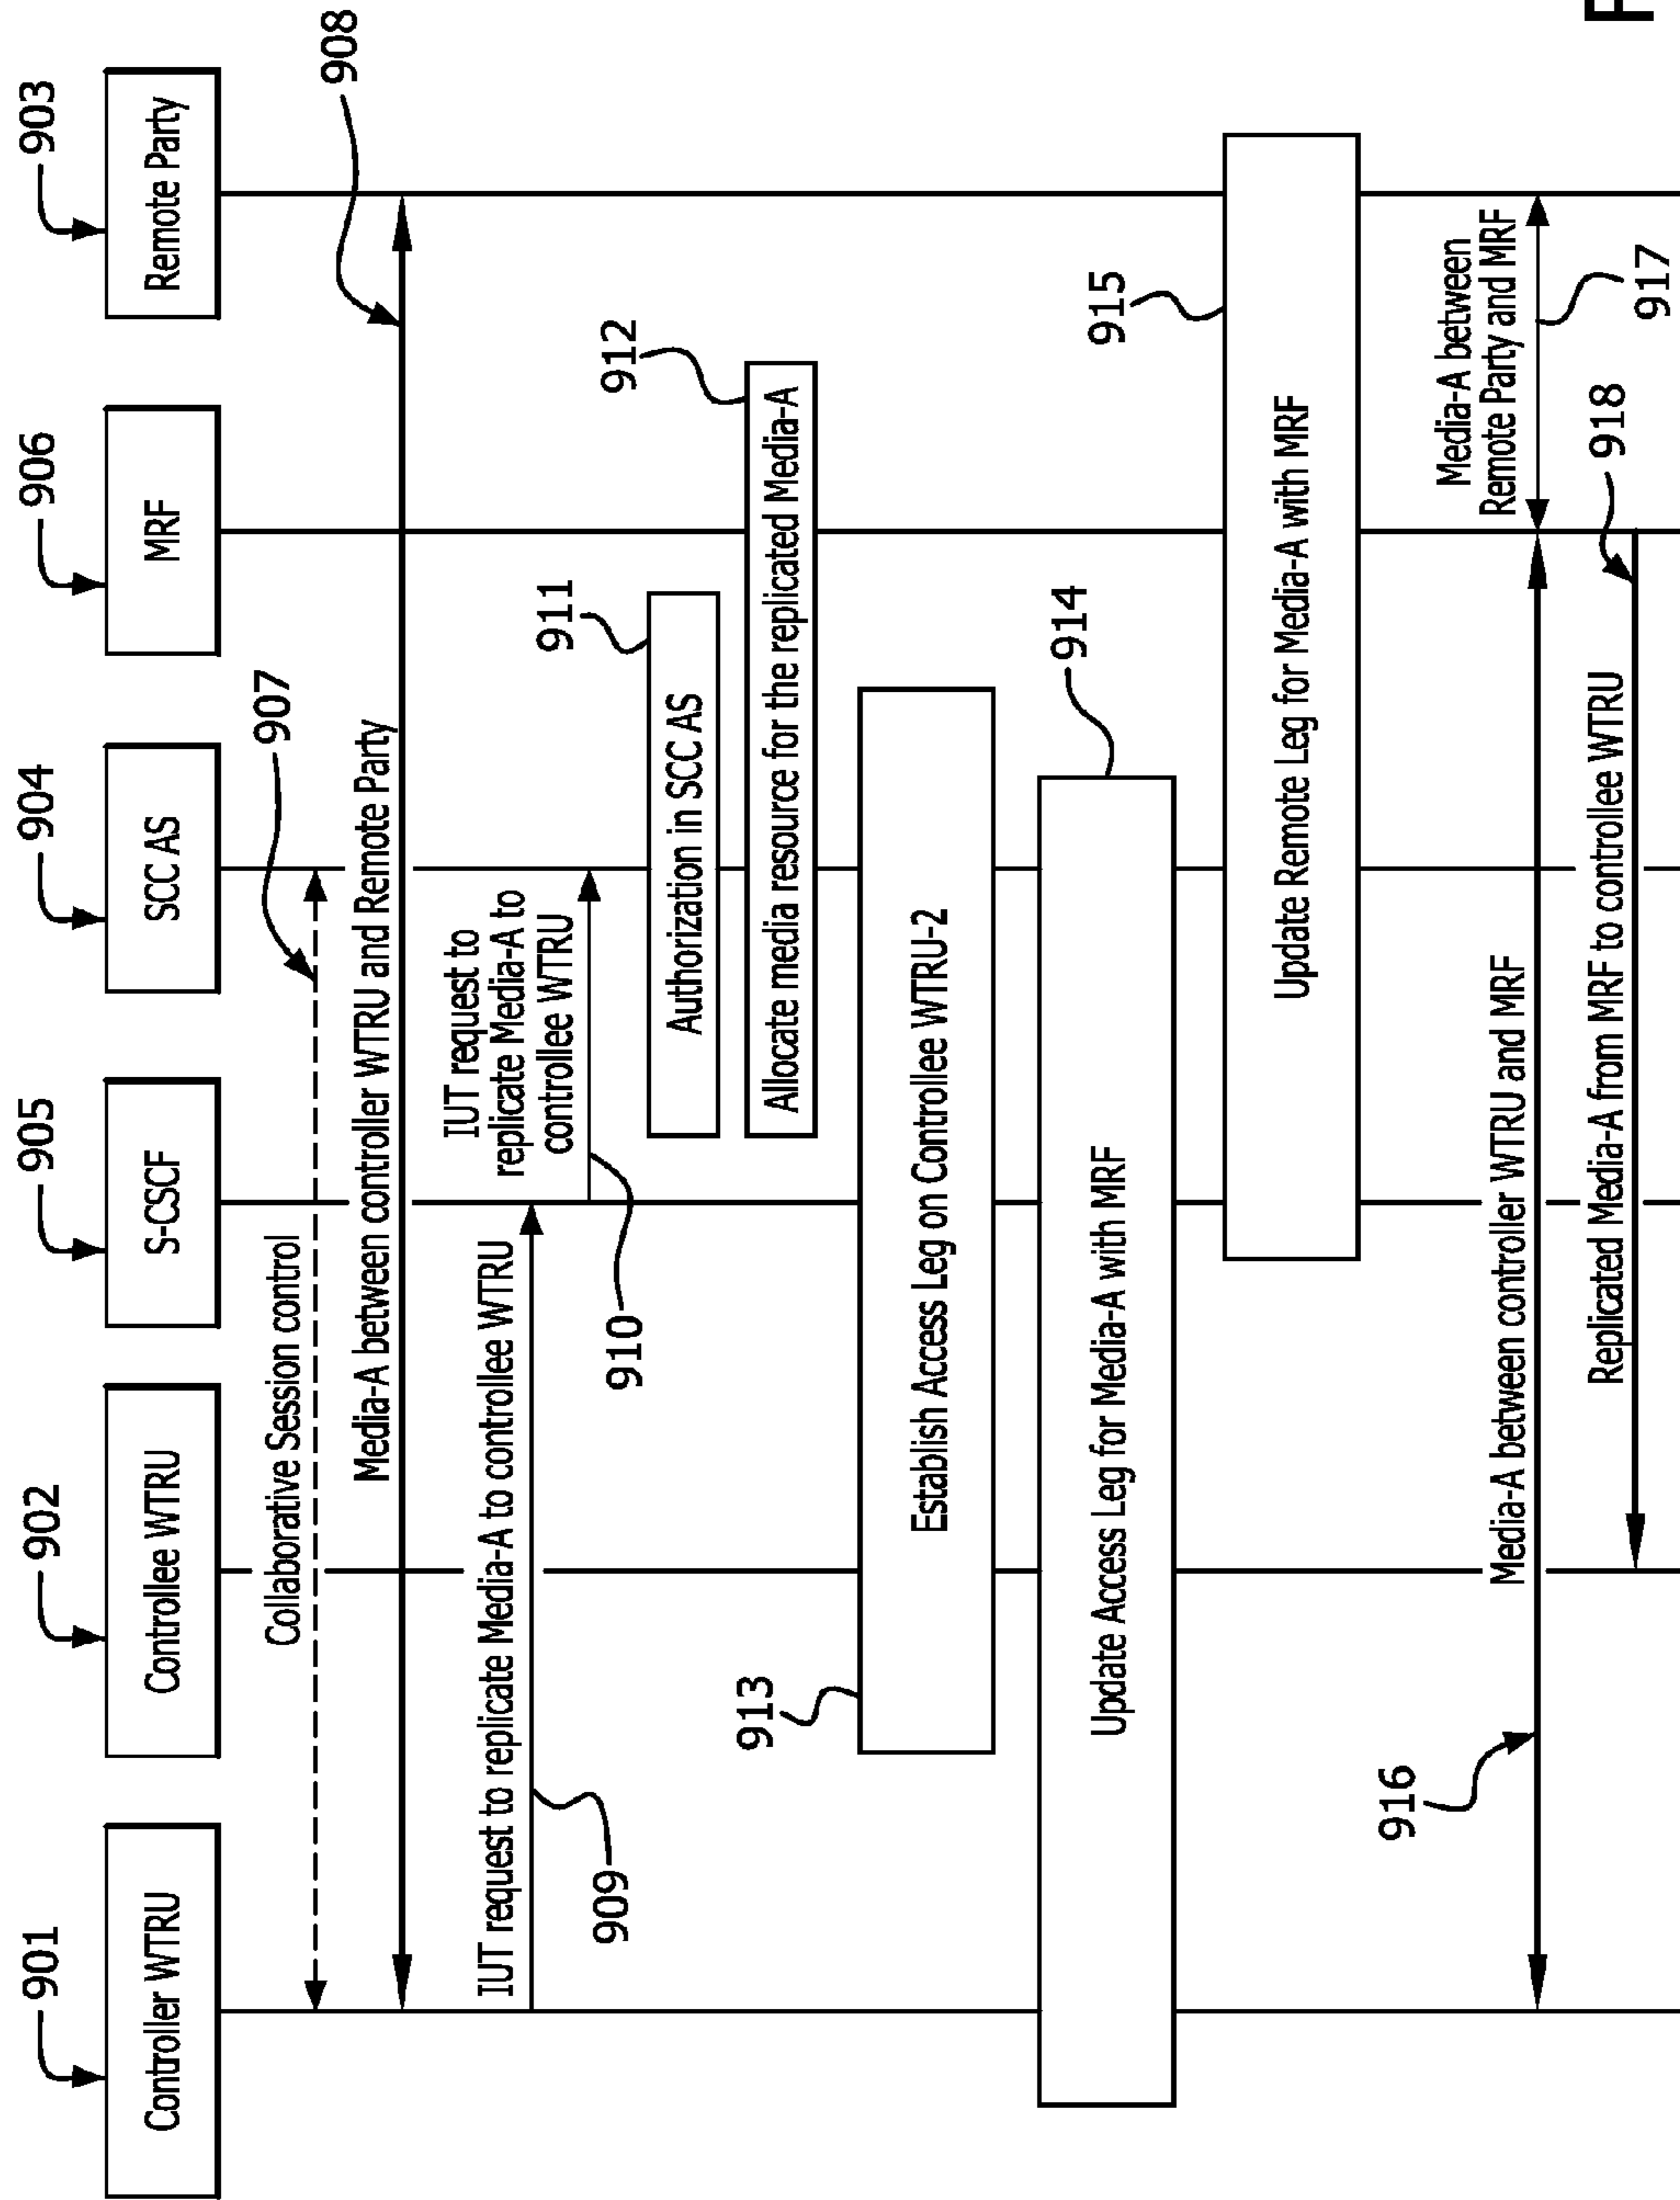 901
902
905
904
906
903
Controller WTRU
Controllee WTRU
S-CSCF
SCC AS
MRF
Remote Party
Collaborative Session control
907
908
Media-A between controller WTRU and Remote Party
IUT request to replicate Media-A to controllee WTRU
909
IUT request to
replicate Media-A to
controllee WTRU
910
911
Authorization in SCC AS
912
Allocate media resource for the replicated Media-A
913
Establish Access Leg on Controllee WTRU-2
914
Update Access Leg for Media-A with MRF
915
Update Remote Leg for Media-A with MRF
916
Media-A between controller WTRU and MRF
Media-A between
Remote Party and MRF
917
918
Replicated Media-A from MRF to controllee WTRU